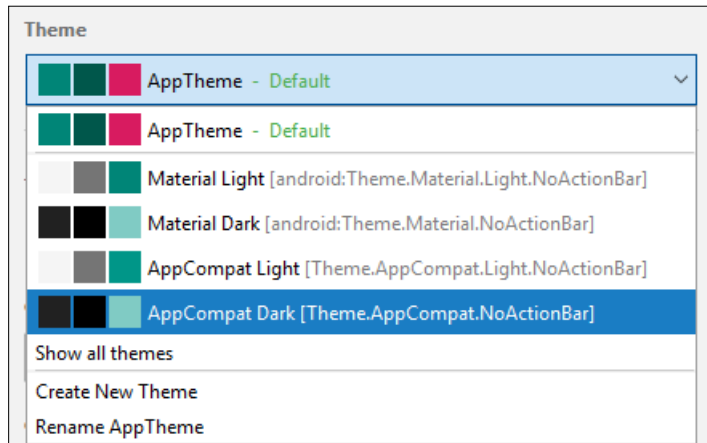 Theme
AppTheme - Default
AppTheme - Default
Material Light [android:Theme.Material.Light.NoActionBar]
Material Dark [android:Theme.Material.NoActionBar]
AppCompat Light [Theme.AppCompat.Light.NoActionBar]
AppCompat Dark [Theme.AppCompat.NoActionBar]
Show all themes
Create New Theme
Rename AppTheme